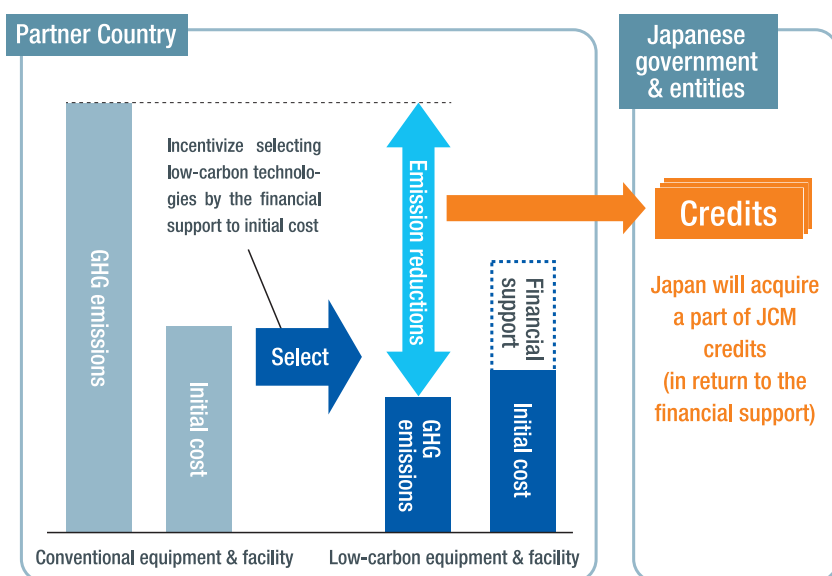 Partner Country
Japanese
government
& entities
Incentivize selecting
low-carbon technolo-
gies by the financial
support to initial cost
GHG emissions
Initial cost
Select
Emission reductions
GHG
emissions
Financial
support
Initial cost
Credits
Japan will acquire
a part of JCM
credits
(in return to the
financial support)
Conventional equipment & facility
Low-carbon equipment & facility